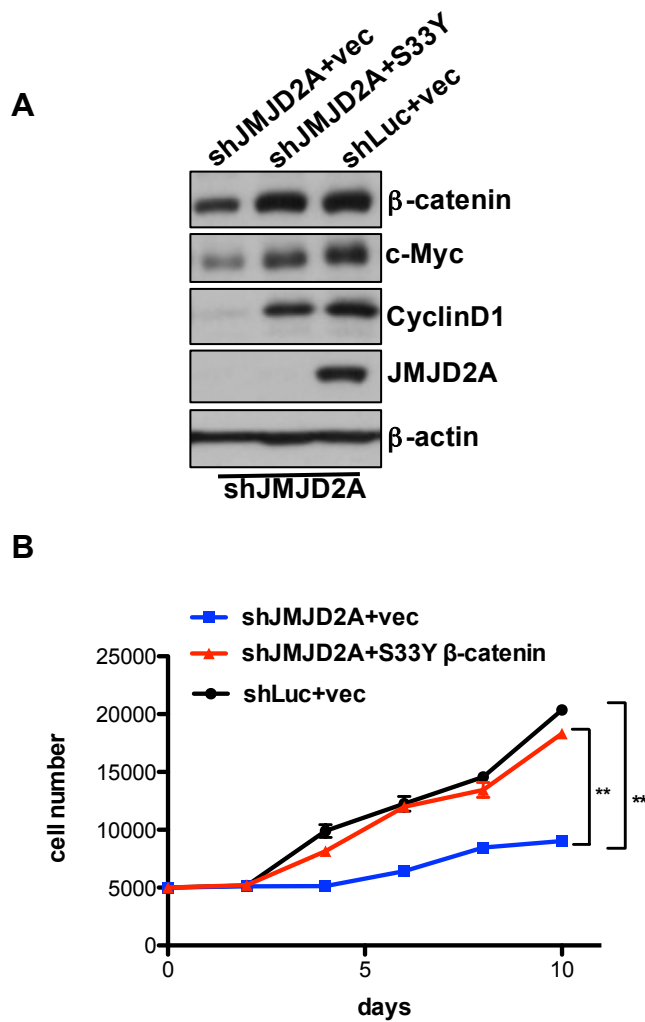 A
shJMJD2A+vec
shJMJD2A+S33Y
shLuc+vec
β-catenin
c-Myc
CyclinD1
JMJD2A
β-actin
shJMJD2A
B
shJMJD2A+vec
shJMJD2A+S33Y β-catenin
shLuc+vec
25000
20000
15000
10000
5000
0
cell number
**
**
0 5 10
days